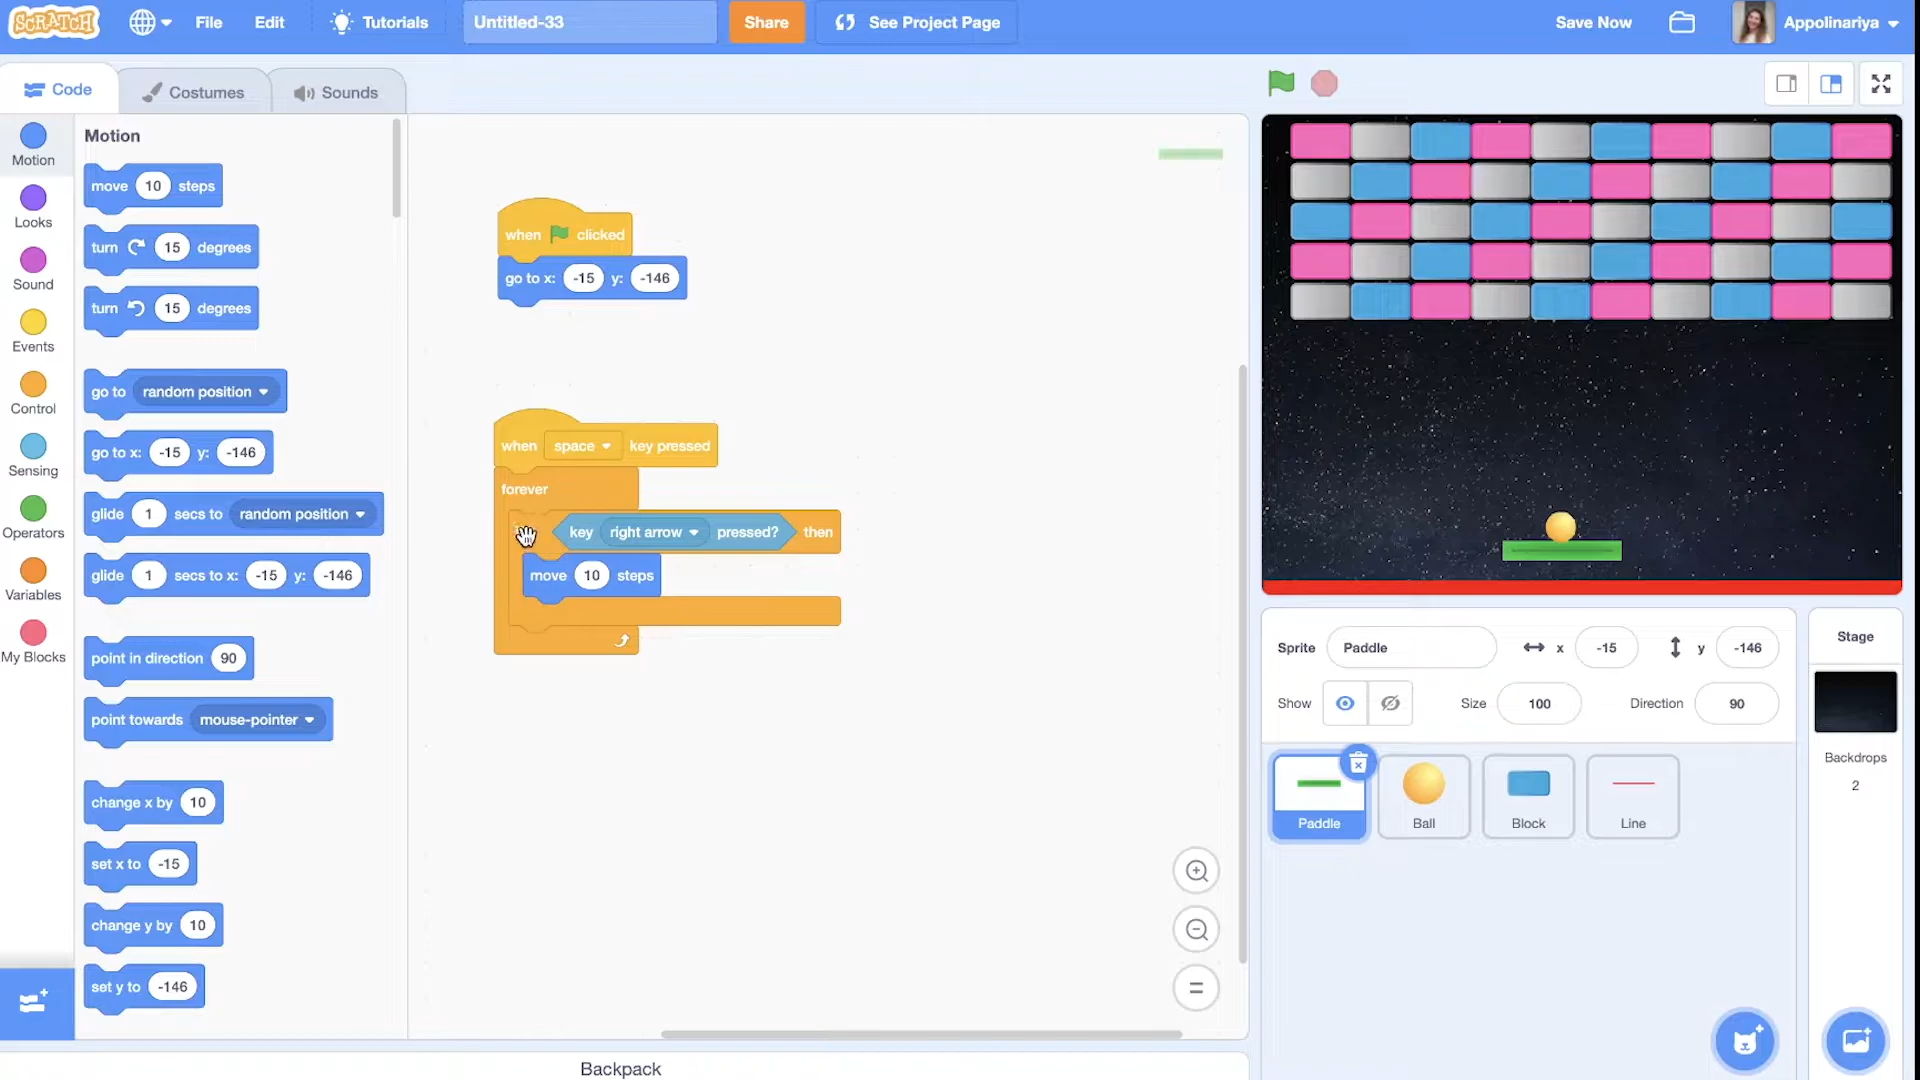 SCRATCH
File
Edit
Tutorials
Untitled-33
Share
See Project Page
Save Now
Appolinariya
Code
Costumes
Sounds
Motion
Looks
Sound
Events
Control
Sensing
Operators
Variables
My Blocks
Motion
move 10 steps
turn 15 degrees
turn 15 degrees
go to random position
go to x: -15 y: -146
glide 1 secs to random position
glide 1 secs to x: -15 y: -146
point in direction 90
point towards mouse-pointer
change x by 10
set x to -15
change y by 10
set y to -146
when clicked
go to x: -15 y: -146
when space key pressed
forever
key right arrow pressed? then
move 10 steps
Backpack
Sprite Paddle x -15 y -146
Show Size 100 Direction 90
Paddle
Ball
Block
Line
Stage
Backdrops
2